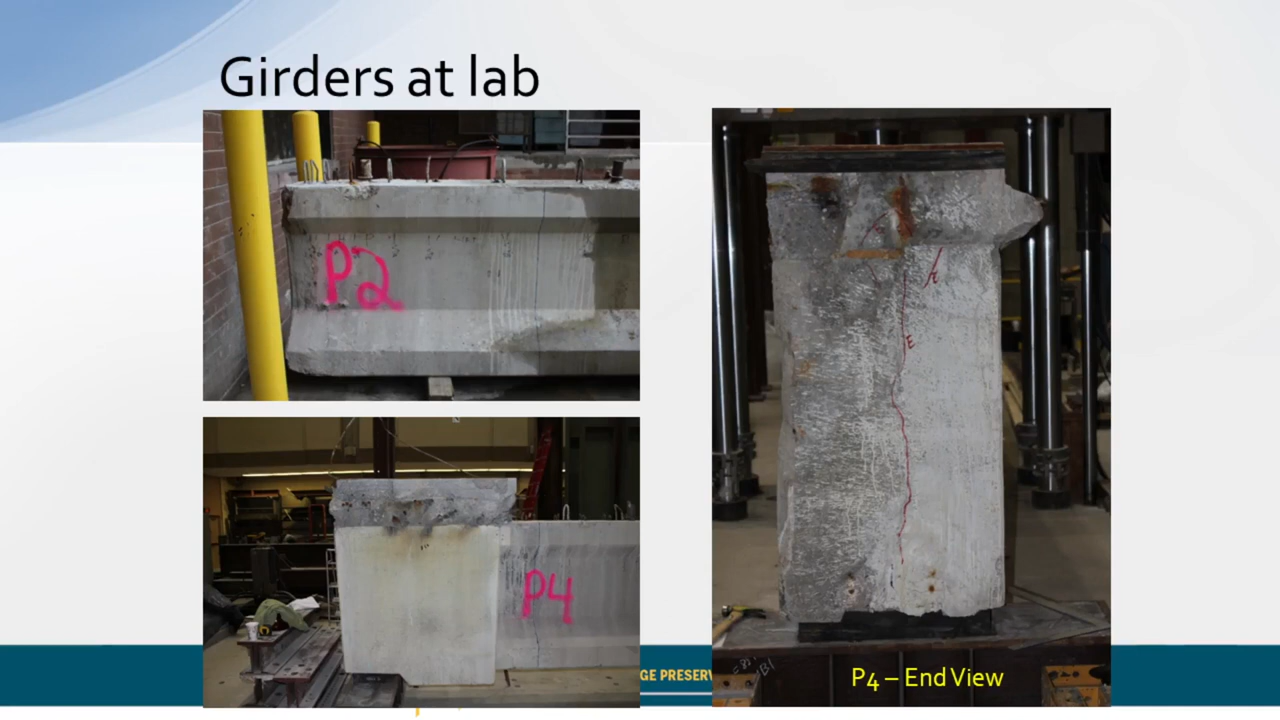 Girders at lab
P2
P4
E
GE PRESERV
P4 – End View